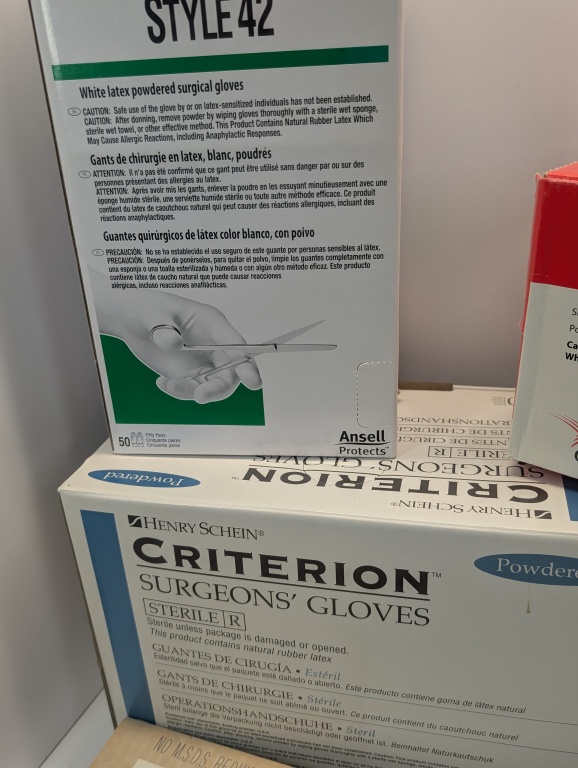 STYLE 42
White latex powdered surgical gloves
CAUTION: Safe use of the glove by or on latex-sensitized individuals has not been established.
CAUTION: After donning, remove powder by wiping gloves thoroughly with a sterile wet sponge,
sterile wet towel, or other effective method. This Product Contains Natural Rubber Latex Which
May Cause Allergic Reactions, including Anaphylactic Responses.
Gants de chirurgie en latex, blanc, poudrés
ATTENTION: Il n'a pas été confirmé que ce gant peut être utilisé sans danger par ou sur des
personnes présentant des allergies au latex.
ATTENTION: Après avoir mis les gants, enlever la poudre en les essuyant minutieusement avec une
éponge humide stérile, une serviette humide stérile ou toute autre méthode efficace. Ce produit
contient du latex de caoutchouc naturel qui peut causer des réactions allergiques, incluant des
réactions anaphylactiques.
Guantes quirúrgicos de látex color blanco, con polvo
PRECAUCIÓN: No se ha establecido el uso seguro de este guante por personas sensibles al látex.
PRECAUCIÓN: Después de ponérselos, para quitar el polvo, limpie los guantes completamente con
una esponja o una toalla esterilizada y húmeda o con algún otro método eficaz. Este producto
contiene látex de caucho natural que puede causar reacciones
alérgicas, incluso reacciones anafilácticas.
50 Fifty Pairs
Cinquante paires
Cincuenta pares
Ansell
Protects™
STERILE R
SURGEONS' GLOVES
CRITERION™
HENRY SCHEIN®
Powdered
HENRY SCHEIN®
CRITERION™
Powdere
SURGEONS' GLOVES
STERILE R
Sterile unless package is damaged or opened.
This product contains natural rubber latex
GUANTES DE CIRUGÍA • Estéril
Esterilidad salvo que el paquete esté dañado o abierto. Este producto contiene goma de látex natural
GANTS DE CHIRURGIE • Stérile
Stérile à moins que le paquet ne soit abîmé ou ouvert. Ce produit contient du caoutchouc naturel
OPERATIONSHANDSCHUHE • Steril
Steril solange die Verpackung nicht beschädigt oder geöffnet ist. Beinhaltet Naturkautschuk
NO M.S.D.S.